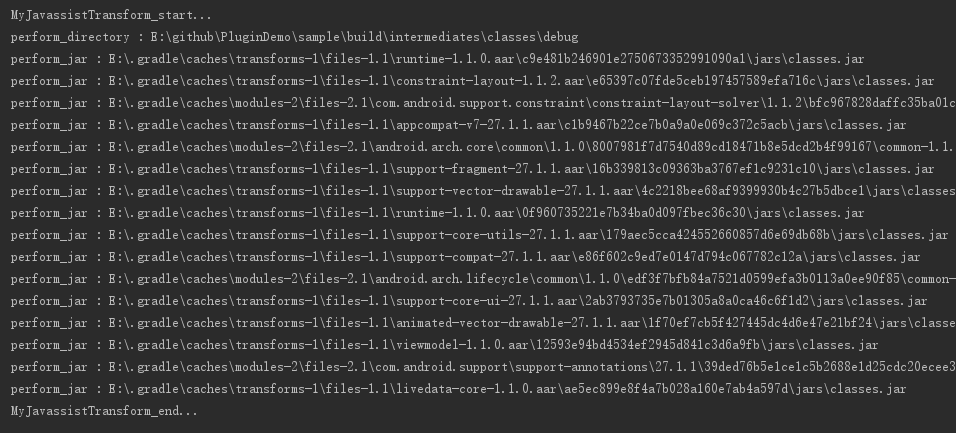 MyJavassistTransform_start...
perform_directory : E:\github\PluginDemo\sample\build\intermediates\classes\debug
perform_jar : E:\.gradle\caches\transforms-1\files-1.1\runtime-1.1.0.aar\c9e481b246901e2750673352991090a1\jars\classes.jar
perform_jar : E:\.gradle\caches\transforms-1\files-1.1\constraint-layout-1.1.2.aar\e65397c07fde5ceb197457589efa716c\jars\classes.jar
perform_jar : E:\.gradle\caches\modules-2\files-2.1\com.android.support.constraint\constraint-layout-solver\1.1.2\bfc967828daffc35ba01c
perform_jar : E:\.gradle\caches\transforms-1\files-1.1\appcompat-v7-27.1.1.aar\c1b9467b22ce7b0a9a0e069c372c5acb\jars\classes.jar
perform_jar : E:\.gradle\caches\modules-2\files-2.1\android.arch.core\common\1.1.0\8007981f7d7540d89cd18471b8e5dcd2b4f99167\common-1.1.
perform_jar : E:\.gradle\caches\transforms-1\files-1.1\support-fragment-27.1.1.aar\16b339813c09363ba3767ef1c9231c10\jars\classes.jar
perform_jar : E:\.gradle\caches\transforms-1\files-1.1\support-vector-drawable-27.1.1.aar\4c2218bee68af9399930b4c27b5dbce1\jars\classes
perform_jar : E:\.gradle\caches\transforms-1\files-1.1\runtime-1.1.0.aar\0f960735221e7b34ba0d097fbec36c30\jars\classes.jar
perform_jar : E:\.gradle\caches\transforms-1\files-1.1\support-core-utils-27.1.1.aar\179aec5cca424552660857d6e69db68b\jars\classes.jar
perform_jar : E:\.gradle\caches\transforms-1\files-1.1\support-compat-27.1.1.aar\e86f602c9ed7e0147d794c067782c12a\jars\classes.jar
perform_jar : E:\.gradle\caches\modules-2\files-2.1\android.arch.lifecycle\common\1.1.0\edf3f7bfb84a7521d0599efa3b0113a0ee90f85\common-
perform_jar : E:\.gradle\caches\transforms-1\files-1.1\support-core-ui-27.1.1.aar\2ab3793735e7b01305a8a0ca46c6f1d2\jars\classes.jar
perform_jar : E:\.gradle\caches\transforms-1\files-1.1\animated-vector-drawable-27.1.1.aar\1f70ef7cb5f427445dc4d6e47e21bf24\jars\classe
perform_jar : E:\.gradle\caches\transforms-1\files-1.1\viewmodel-1.1.0.aar\12593e94bd4534ef2945d841c3d6a9fb\jars\classes.jar
perform_jar : E:\.gradle\caches\modules-2\files-2.1\com.android.support\support-annotations\27.1.1\39ded76b5e1ce1c5b2688e1d25cdc20ecee3
perform_jar : E:\.gradle\caches\transforms-1\files-1.1\livedata-core-1.1.0.aar\ae5ec899e8f4a7b028a160e7ab4a597d\jars\classes.jar
MyJavassistTransform_end...